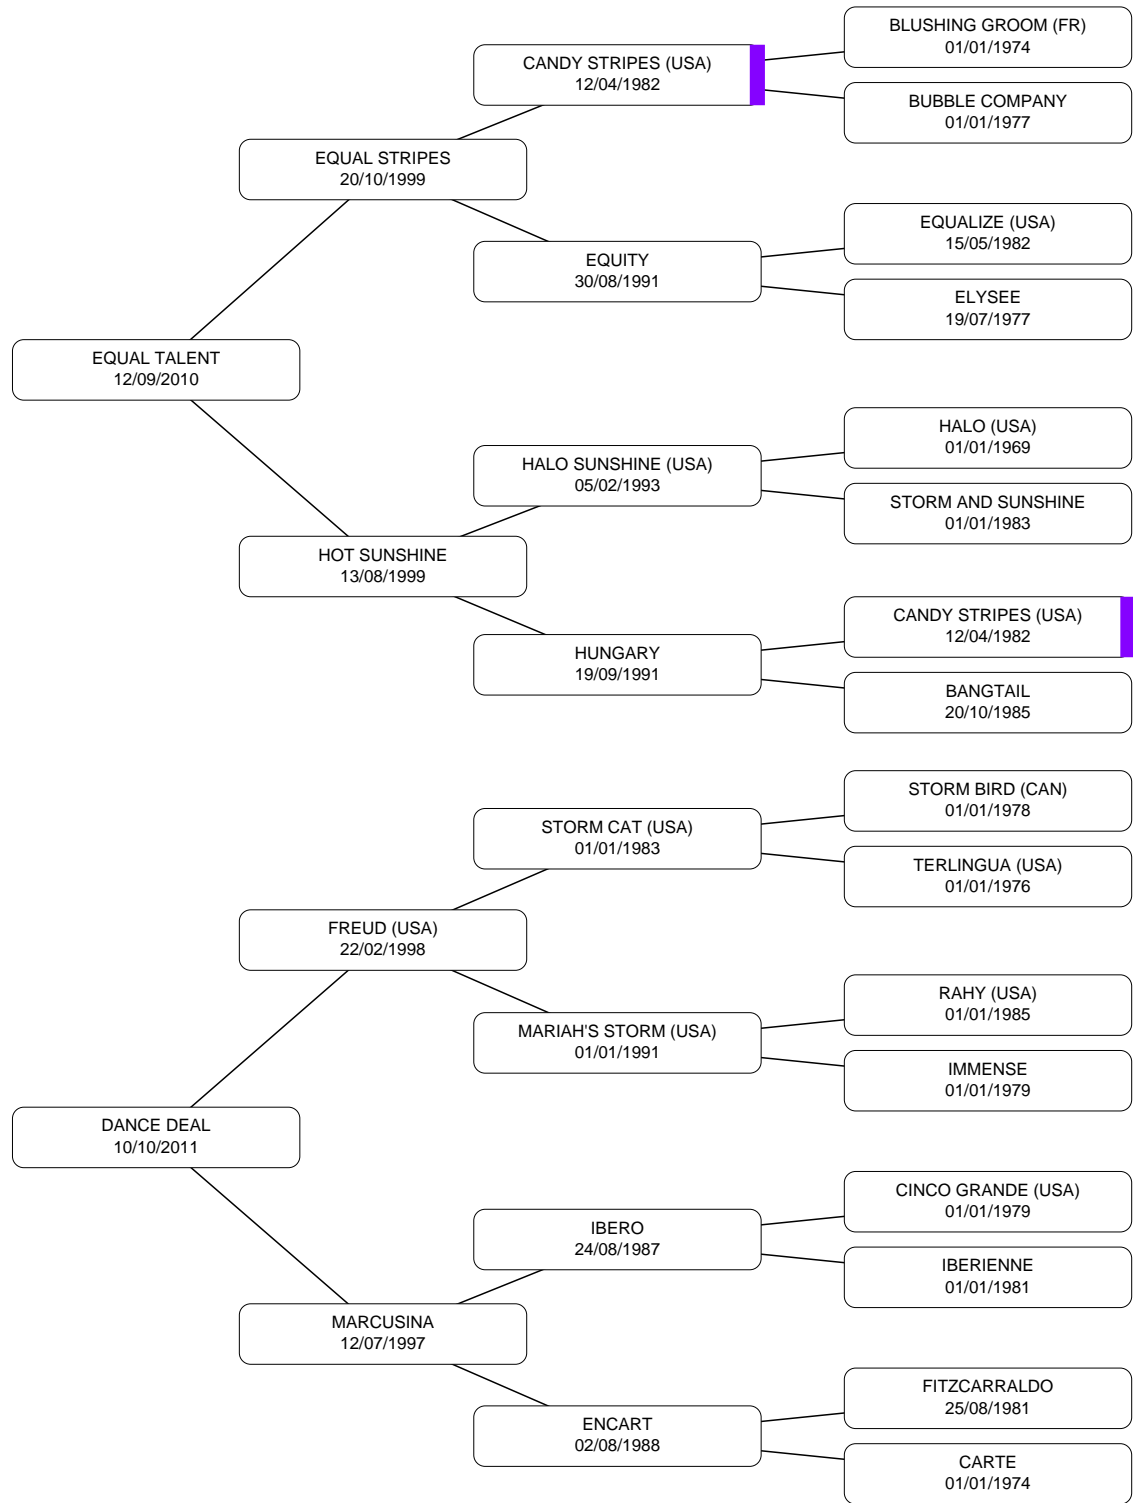 BLUSHING GROOM (FR)
01/01/1974
CANDY STRIPES (USA)
12/04/1982
BUBBLE COMPANY
01/01/1977
EQUAL STRIPES
20/10/1999
EQUALIZE (USA)
15/05/1982
EQUITY
30/08/1991
ELYSEE
19/07/1977
EQUAL TALENT
12/09/2010
HALO (USA)
01/01/1969
HALO SUNSHINE (USA)
05/02/1993
STORM AND SUNSHINE
01/01/1983
HOT SUNSHINE
13/08/1999
CANDY STRIPES (USA)
12/04/1982
HUNGARY
19/09/1991
BANGTAIL
20/10/1985
STORM BIRD (CAN)
01/01/1978
STORM CAT (USA)
01/01/1983
TERLINGUA (USA)
01/01/1976
FREUD (USA)
22/02/1998
RAHY (USA)
01/01/1985
MARIAH'S STORM (USA)
01/01/1991
IMMENSE
01/01/1979
DANCE DEAL
10/10/2011
CINCO GRANDE (USA)
01/01/1979
IBERO
24/08/1987
IBERIENNE
01/01/1981
MARCUSINA
12/07/1997
FITZCARRALDO
25/08/1981
ENCART
02/08/1988
CARTE
01/01/1974